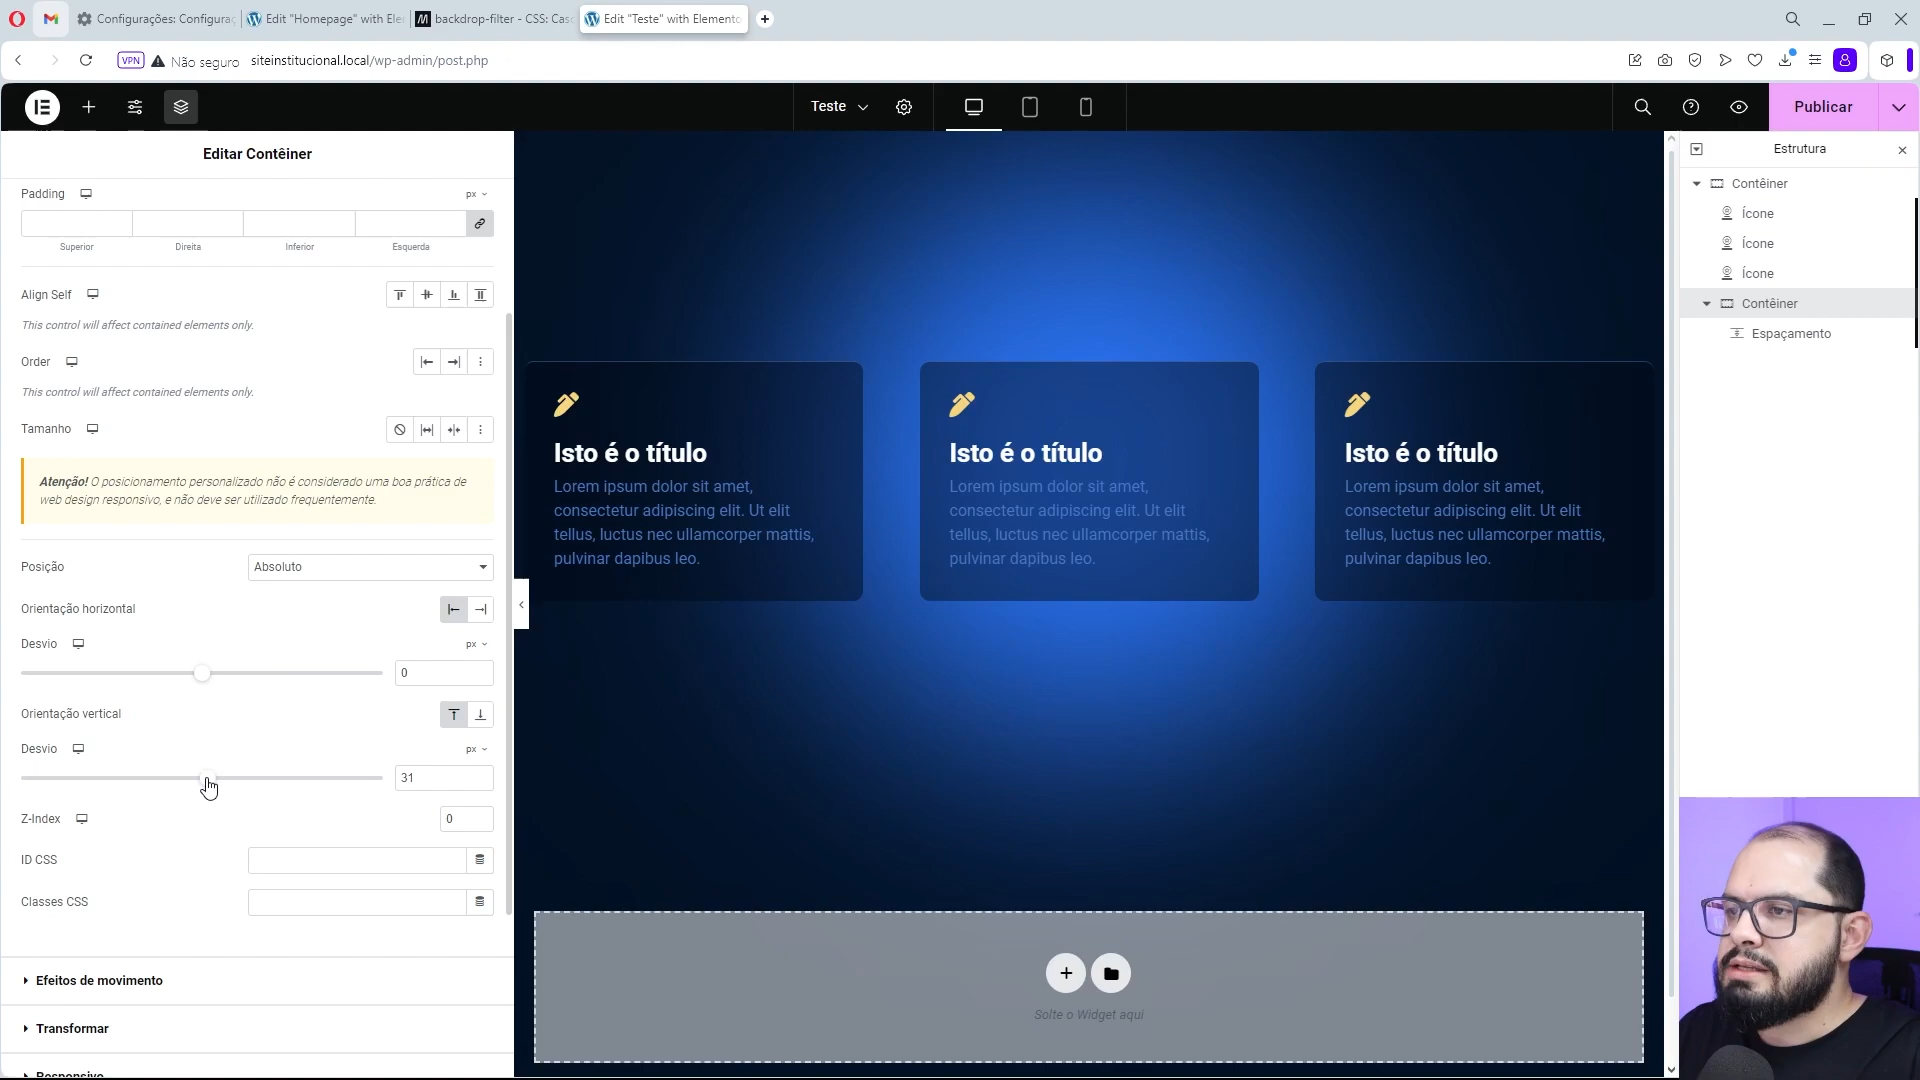 Configurações: Configuraç
Edit "Homepage" with Ele
backdrop-filter - CSS: Casc
Edit "Teste" with Elemento
VPN
Não seguro
siteinstitucional.local/wp-admin/post.php
Teste
Publicar
Editar Contêiner
Padding
px
Superior
Direita
Inferior
Esquerda
Align Self
This control will affect contained elements only.
Order
This control will affect contained elements only.
Tamanho
Atenção! O posicionamento personalizado não é considerado uma boa prática de
web design responsivo, e não deve ser utilizado frequentemente.
Posição
Absoluto
Orientação horizontal
Desvio
px
0
Orientação vertical
Desvio
px
31
Z-Index
0
ID CSS
Classes CSS
Efeitos de movimento
Transformar
Responsivo
Isto é o título
Lorem ipsum dolor sit amet,
consectetur adipiscing elit. Ut elit
tellus, luctus nec ullamcorper mattis,
pulvinar dapibus leo.
Isto é o título
Lorem ipsum dolor sit amet,
consectetur adipiscing elit. Ut elit
tellus, luctus nec ullamcorper mattis,
pulvinar dapibus leo.
Isto é o título
Lorem ipsum dolor sit amet,
consectetur adipiscing elit. Ut elit
tellus, luctus nec ullamcorper mattis,
pulvinar dapibus leo.
Solte o Widget aqui
Estrutura
Contêiner
Ícone
Ícone
Ícone
Contêiner
Espaçamento